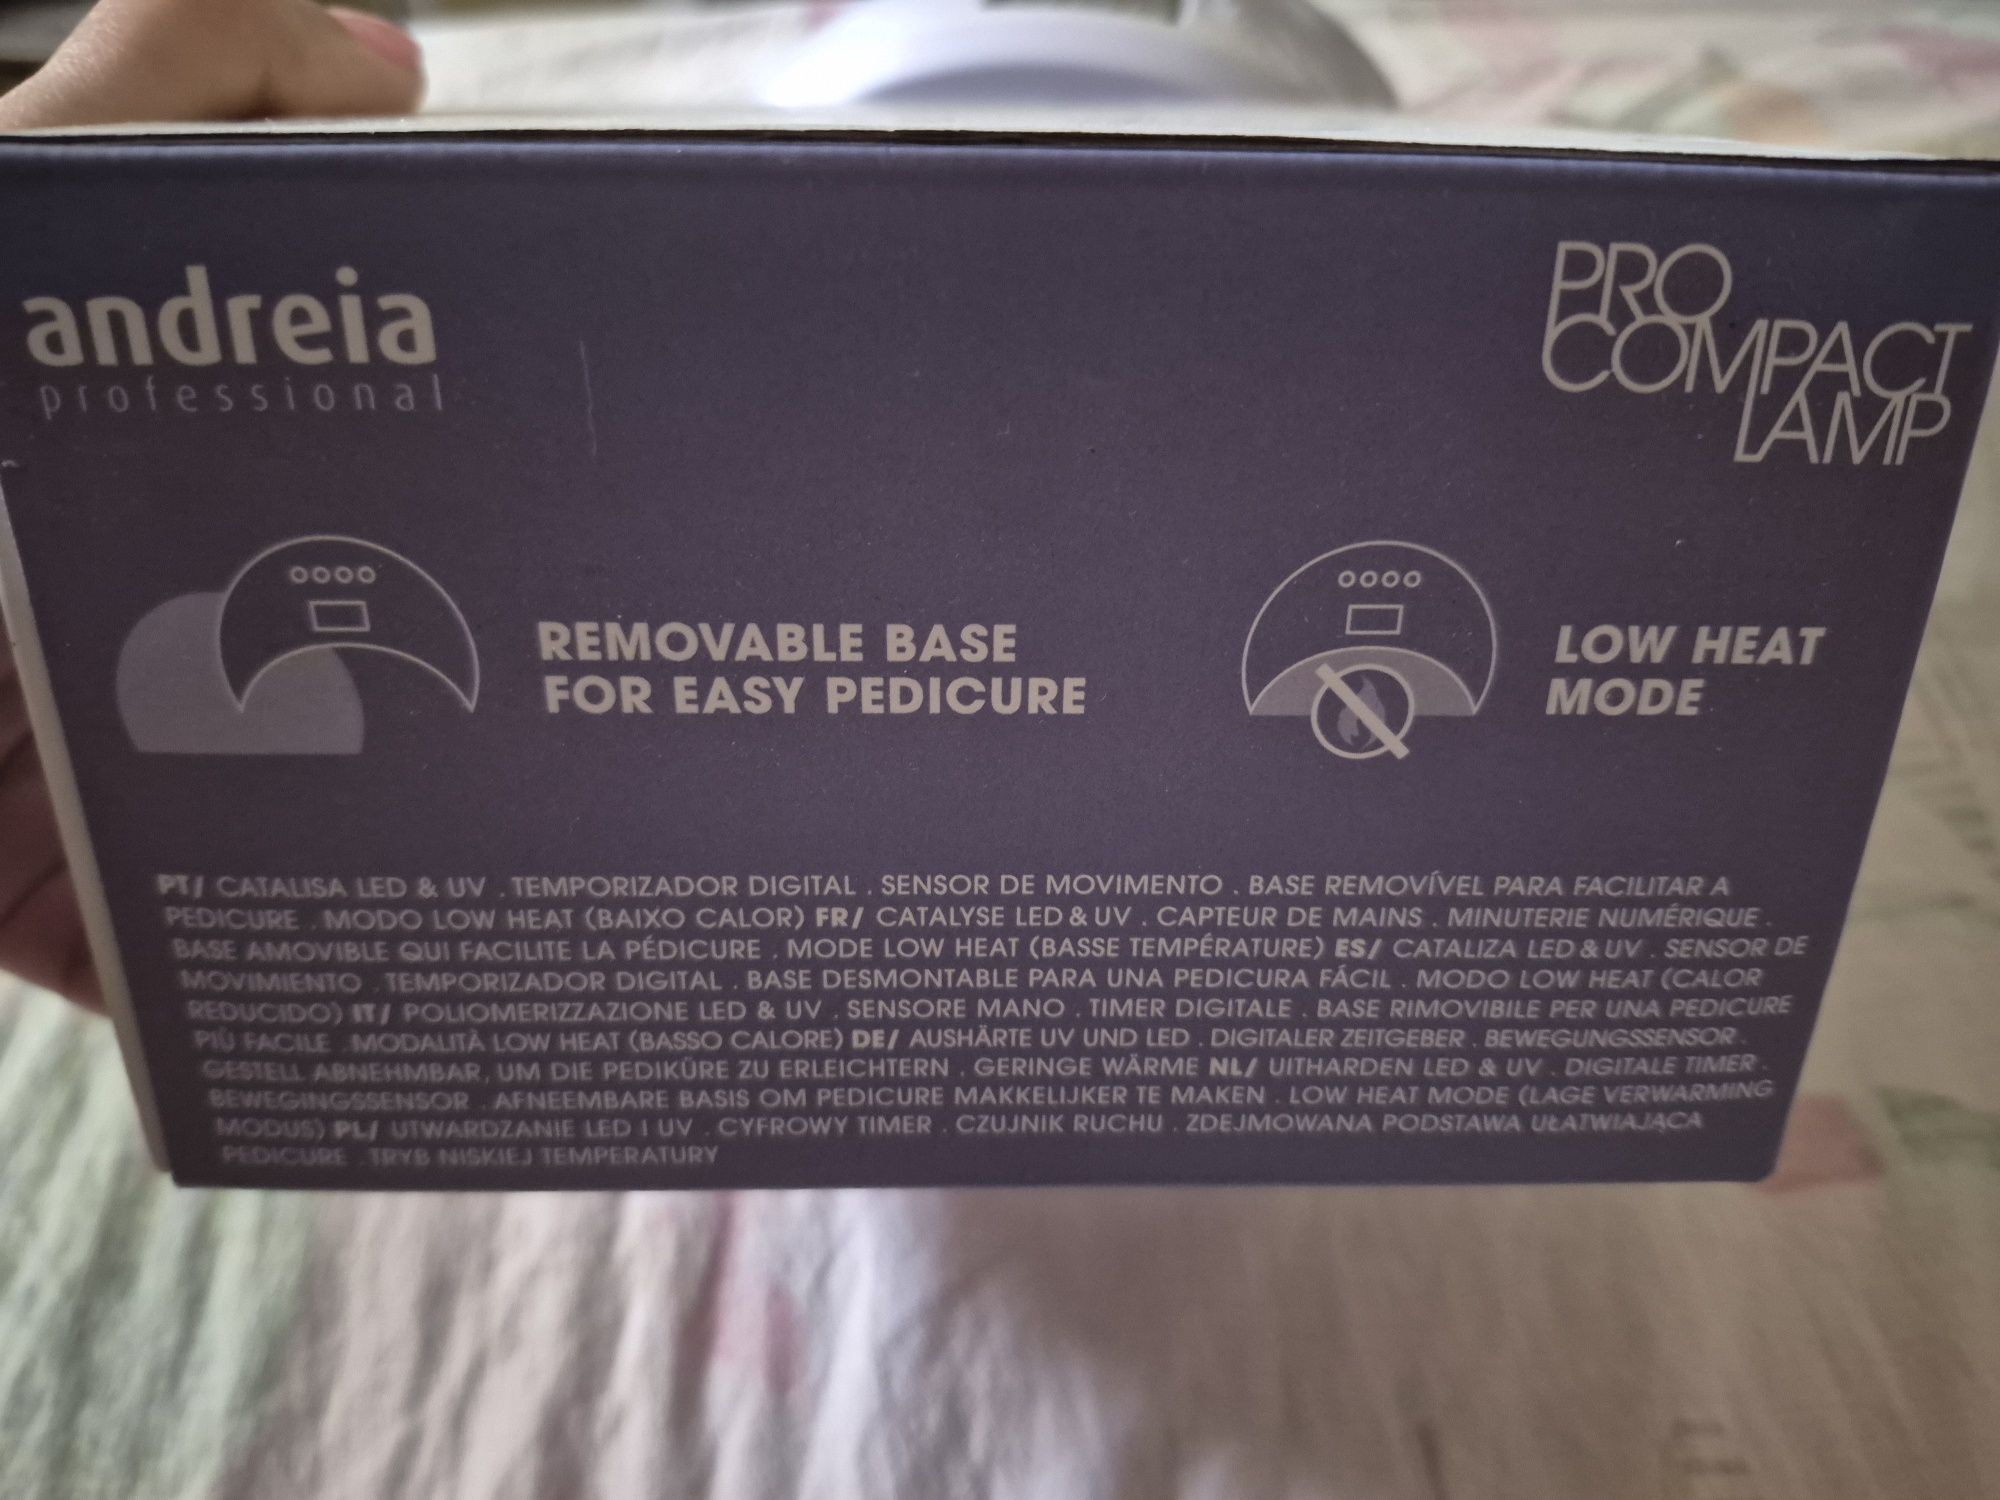 andreia
professional
PRO
COMPACT
LAMP
REMOVABLE BASE
FOR EASY PEDICURE
LOW HEAT
MODE
PT/ CATALISA LED & UV . TEMPORIZADOR DIGITAL . SENSOR DE MOVIMENTO . BASE REMOVÍVEL PARA FACILITAR A
PEDICURE . MODO LOW HEAT (BAIXO CALOR) FR/ CATALYSE LED & UV . CAPTEUR DE MAINS . MINUTERIE NUMÉRIQUE .
BASE AMOVIBLE QUI FACILITE LA PÉDICURE . MODE LOW HEAT (BASSE TEMPÉRATURE) ES/ CATALIZA LED & UV . SENSOR DE
MOVIMIENTO . TEMPORIZADOR DIGITAL . BASE DESMONTABLE PARA UNA PEDICURA FÁCIL . MODO LOW HEAT (CALOR
REDUCIDO) IT/ POLIOMERIZZAZIONE LED & UV . SENSORE MANO . TIMER DIGITALE . BASE RIMOVIBILE PER UNA PEDICURE
PIÙ FACILE . MODALITÀ LOW HEAT (BASSO CALORE) DE/ AUSHÄRTE UV UND LED . DIGITALER ZEITGEBER . BEWEGUNGSSENSOR .
GESTELL ABNEHMBAR, UM DIE PEDIKÜRE ZU ERLEICHTERN . GERINGE WÄRME NL/ UITHARDEN LED & UV . DIGITALE TIMER .
BEWEGINGSSENSOR . AFNEEMBARE BASIS OM PEDICURE MAKKELIJKER TE MAKEN . LOW HEAT MODE (LAGE VERWARMING
MODUS) PL/ UTWARDZANIE LED I UV . CYFROWY TIMER . CZUJNIK RUCHU . ZDEJMOWANA PODSTAWA UŁATWIAJĄCA
PEDICURE . TRYB NISKIEJ TEMPERATURY